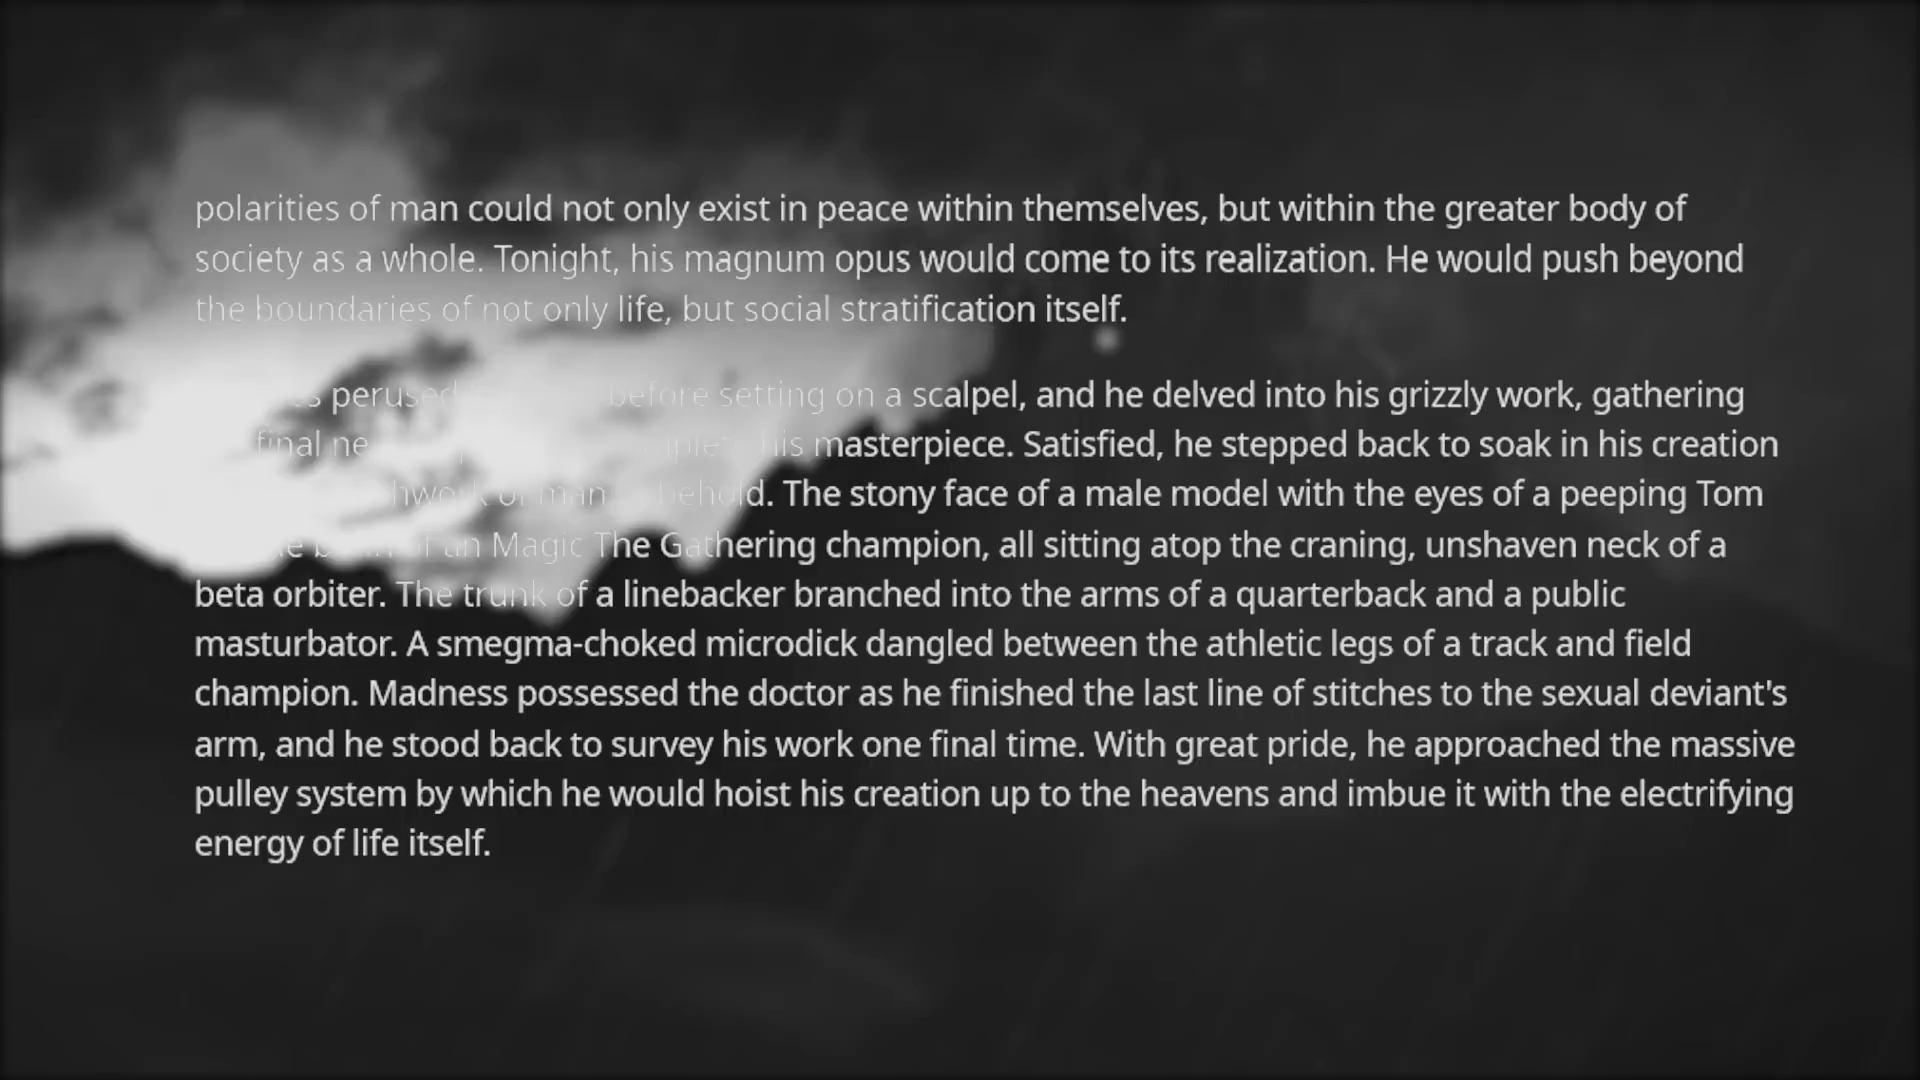 polarities of man could not only exist in peace within themselves, but within the greater body of
society as a whole. Tonight, his magnum opus would come to its realization. He would push beyond
the boundaries of not only life, but social stratification itself.
perused before setting on a scalpel, and he delved into his grizzly work, gathering
final his masterpiece. Satisfied, he stepped back to soak in his creation
of man behold. The stony face of a male model with the eyes of a peeping Tom
of an Magic The Gathering champion, all sitting atop the craning, unshaven neck of a
beta orbiter. The trunk of a linebacker branched into the arms of a quarterback and a public
masturbator. A smegma-choked microdick dangled between the athletic legs of a track and field
champion. Madness possessed the doctor as he finished the last line of stitches to the sexual deviant's
arm, and he stood back to survey his work one final time. With great pride, he approached the massive
pulley system by which he would hoist his creation up to the heavens and imbue it with the electrifying
energy of life itself.